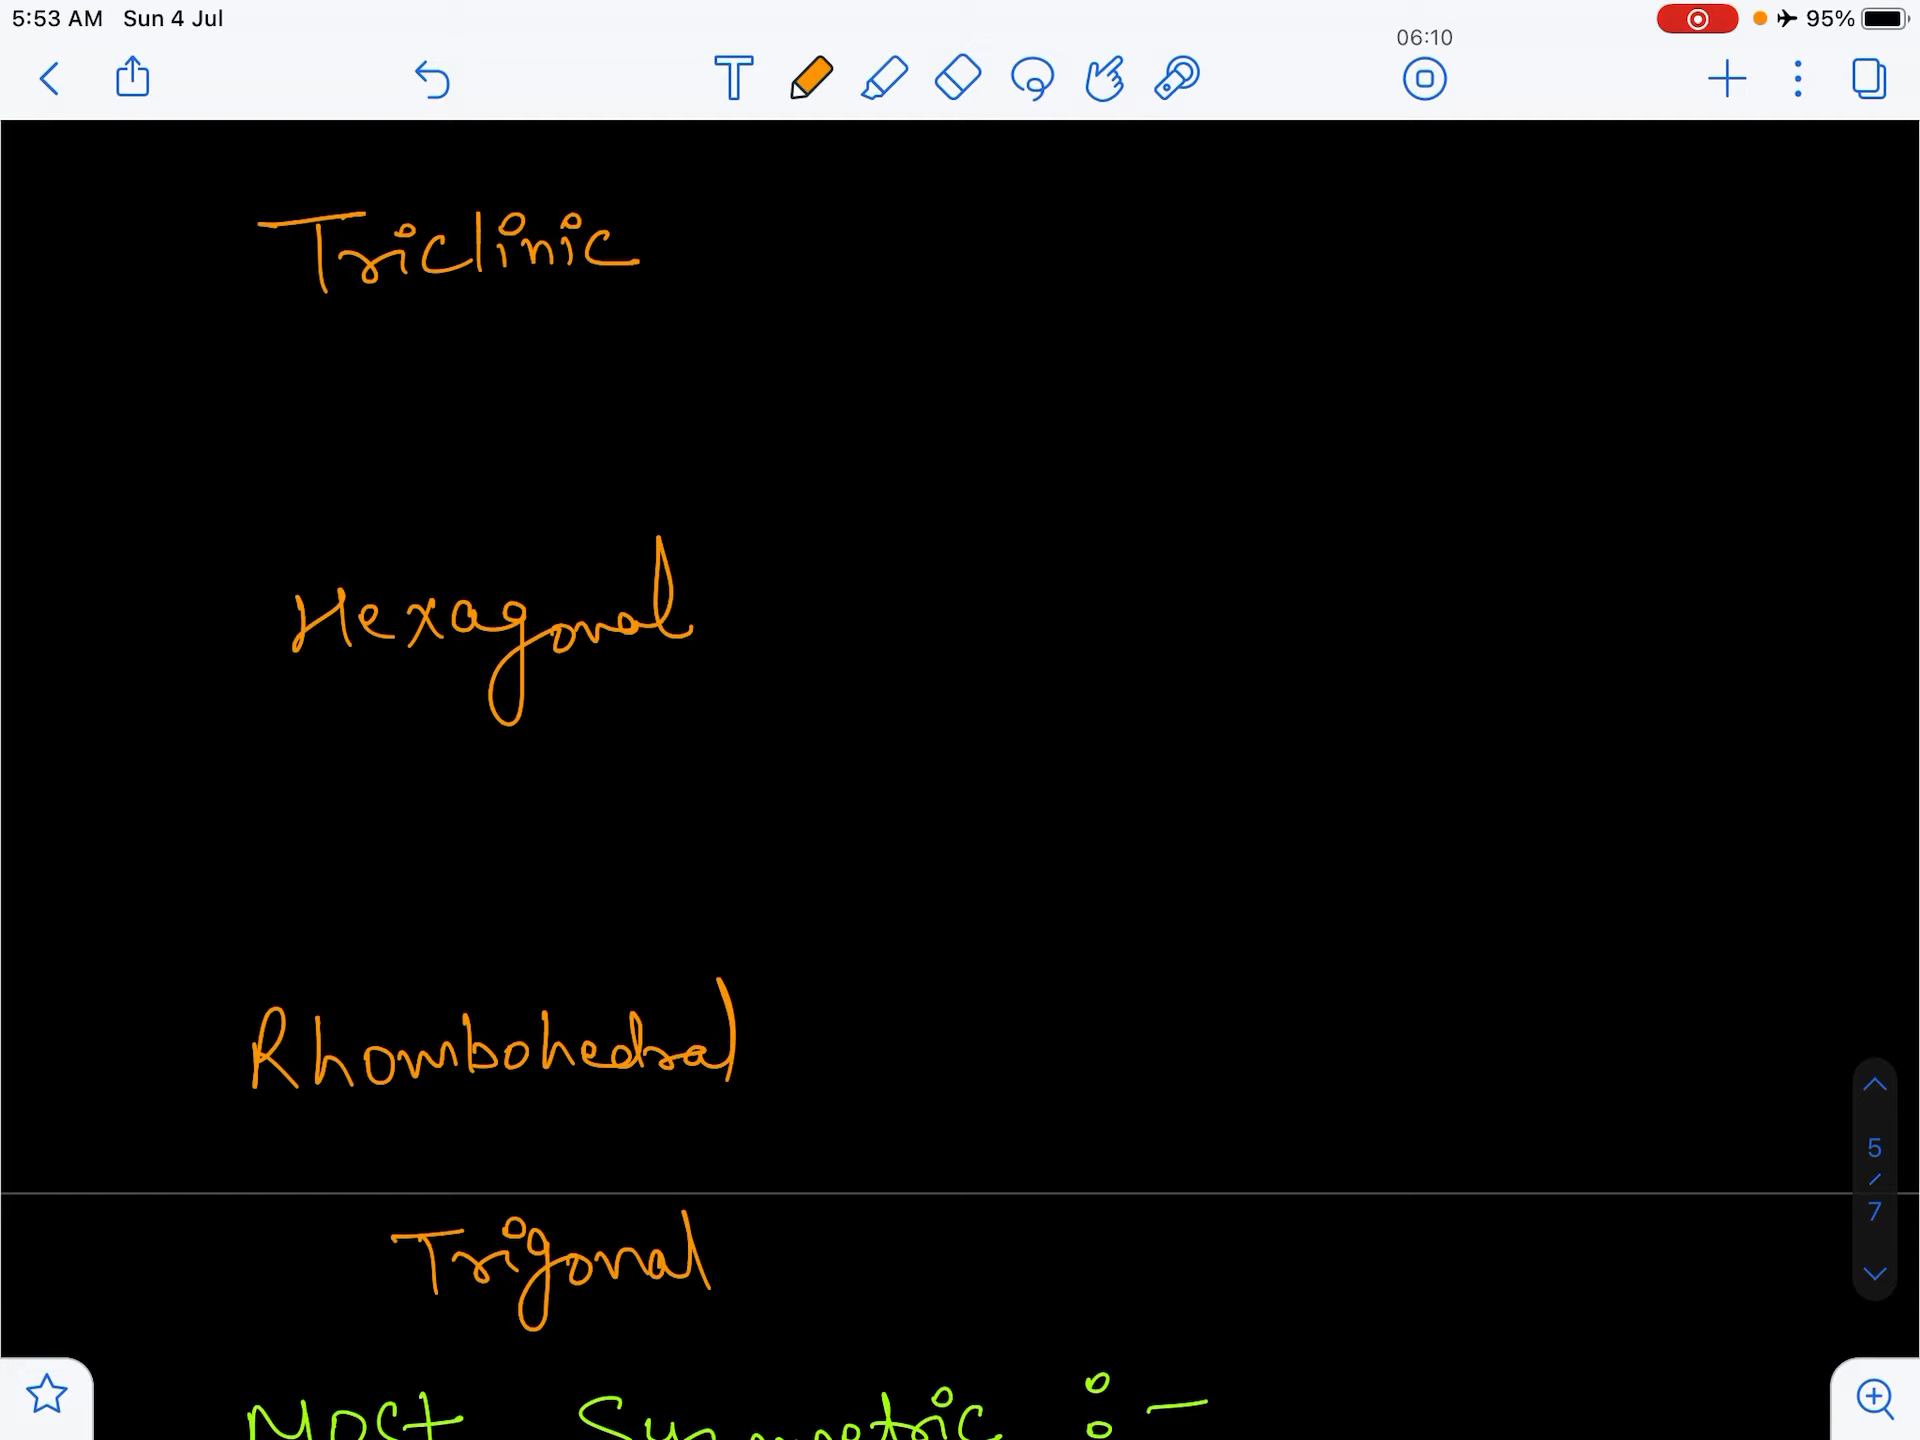 5:53 AM Sun 4 Jul
95%
06:10
T
Triclinic
Hexagonal
Rhombohedral
5
/
7
Trigonal
Most Symmetric :-